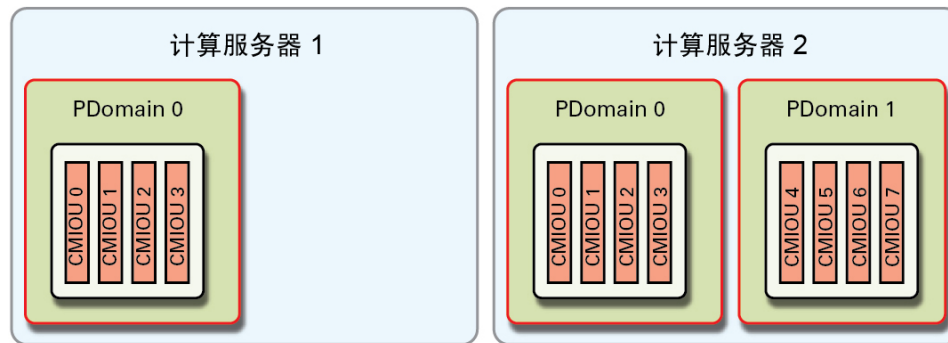 计算服务器 1
PDomain 0
CMIOU 0
CMIOU 1
CMIOU 2
CMIOU 3
计算服务器 2
PDomain 0
CMIOU 0
CMIOU 1
CMIOU 2
CMIOU 3
PDomain 1
CMIOU 4
CMIOU 5
CMIOU 6
CMIOU 7